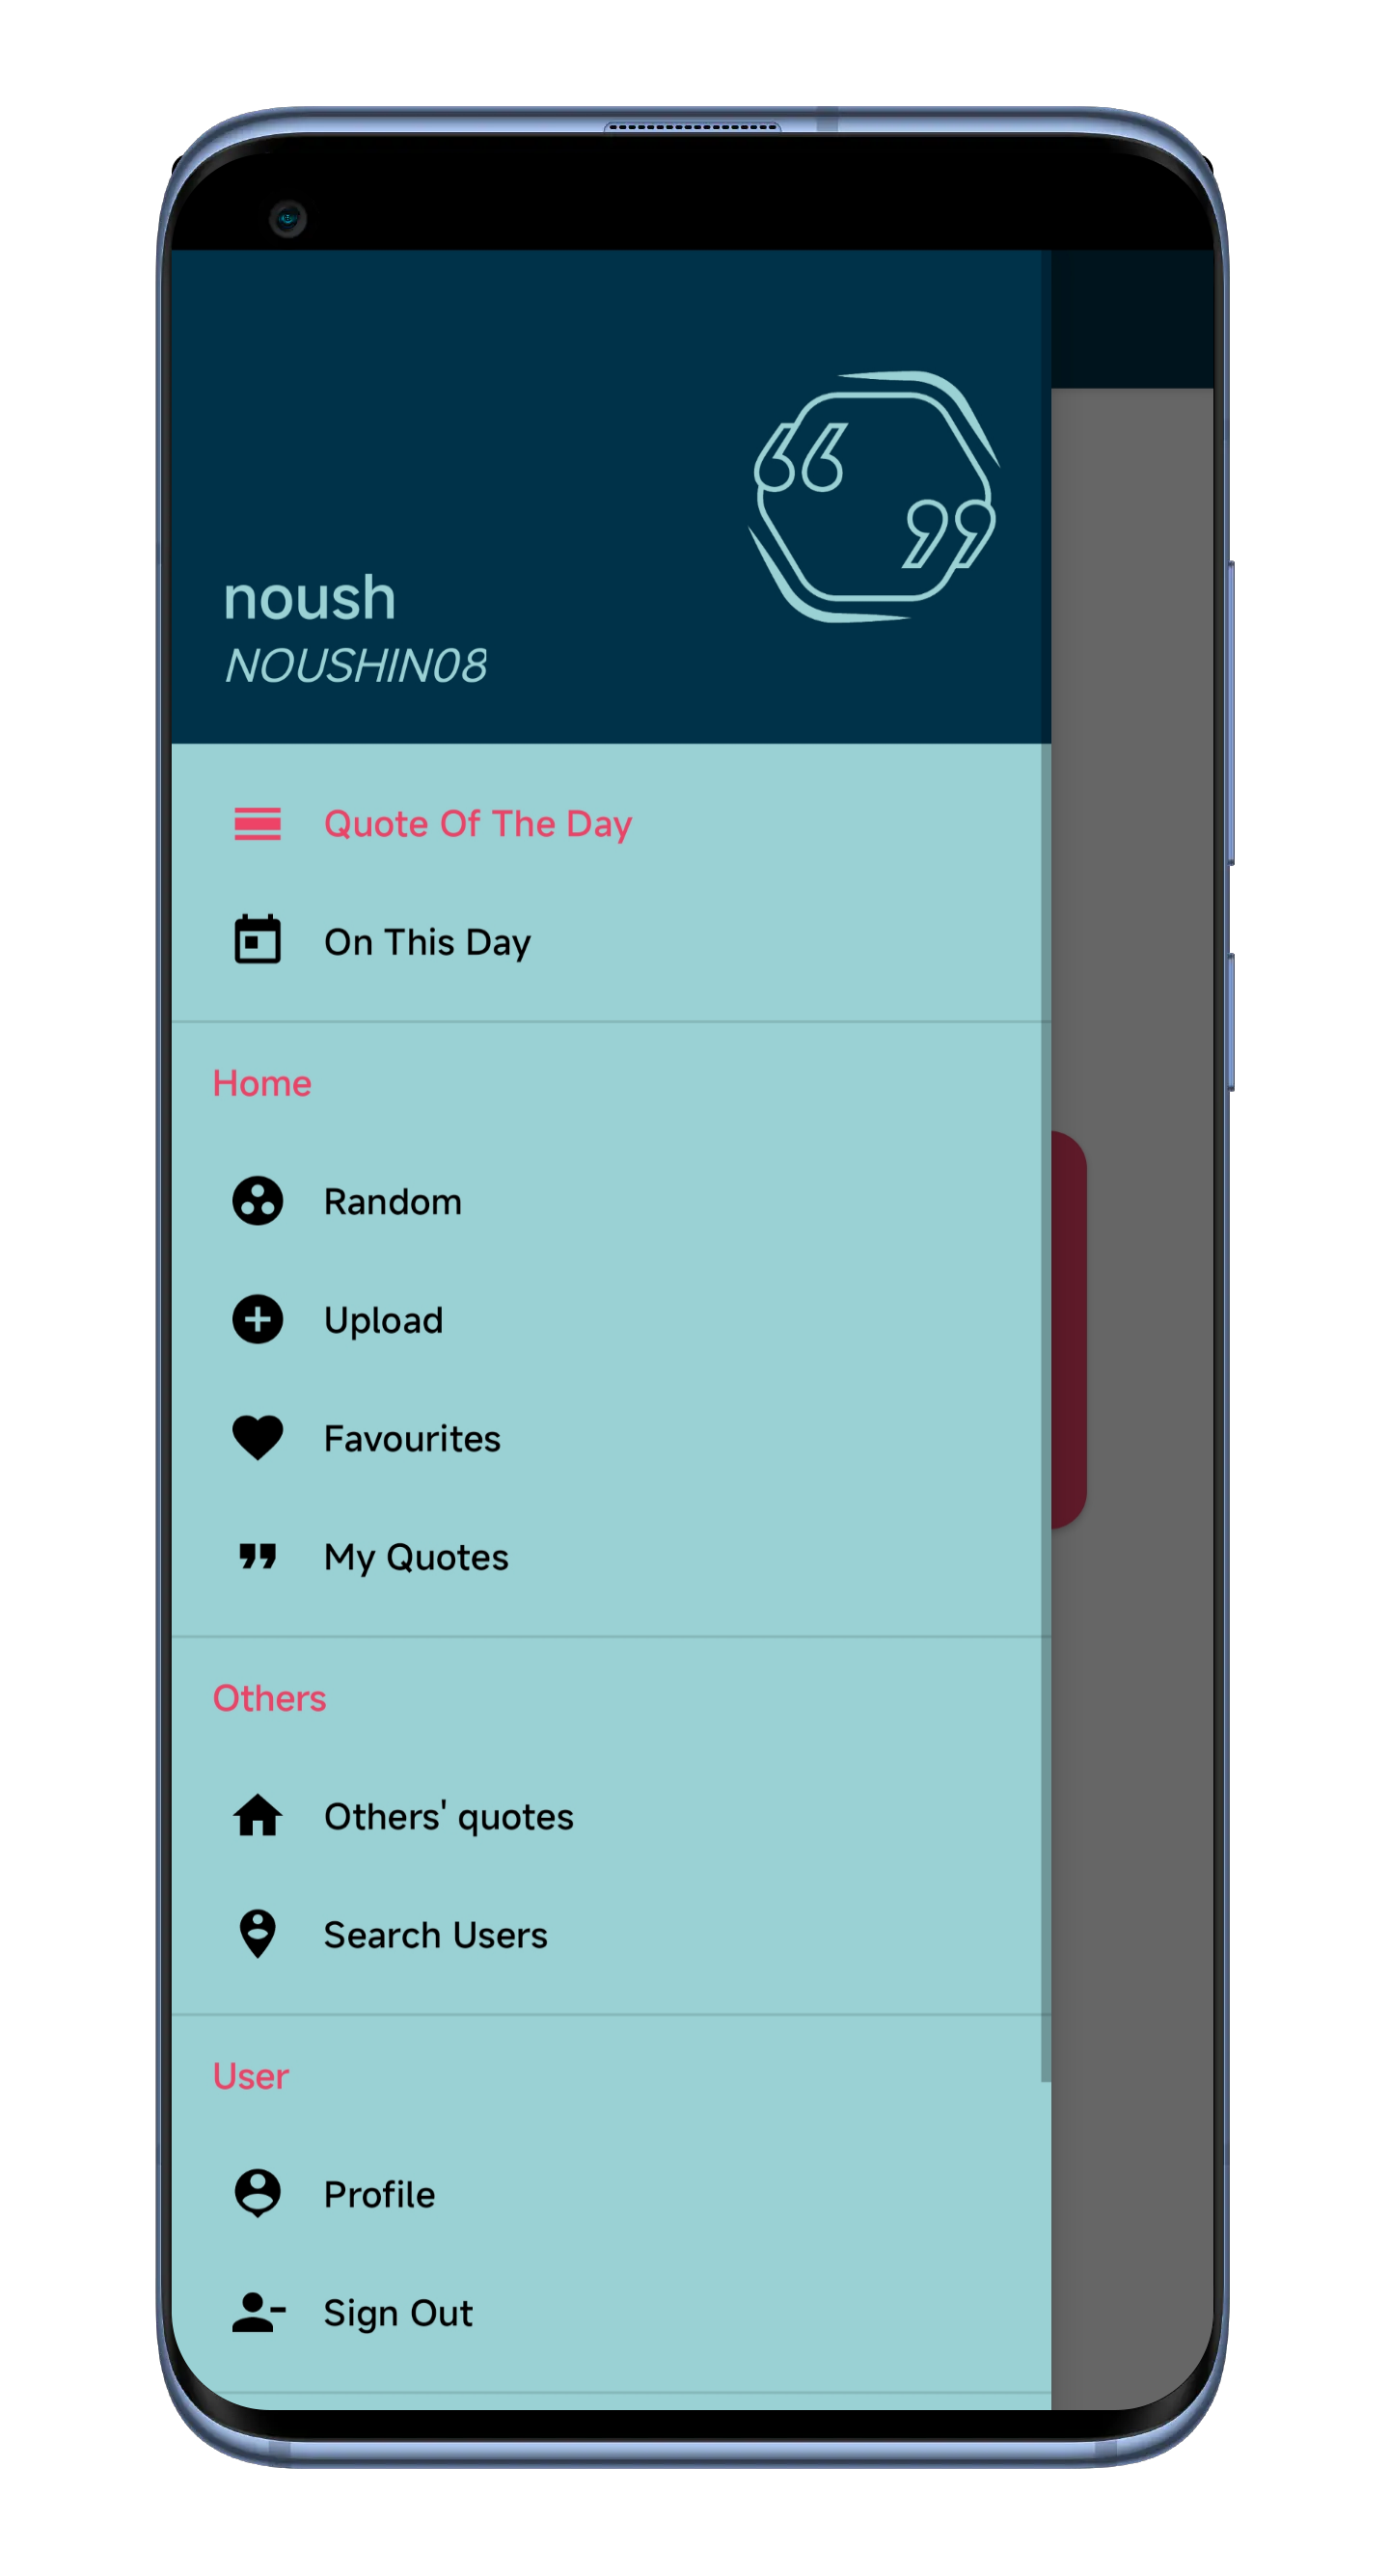 noush
NOUSHIN08
Quote Of The Day
On This Day
Home
Random
Upload
Favourites
My Quotes
Others
Others' quotes
Search Users
User
Profile
Sign Out